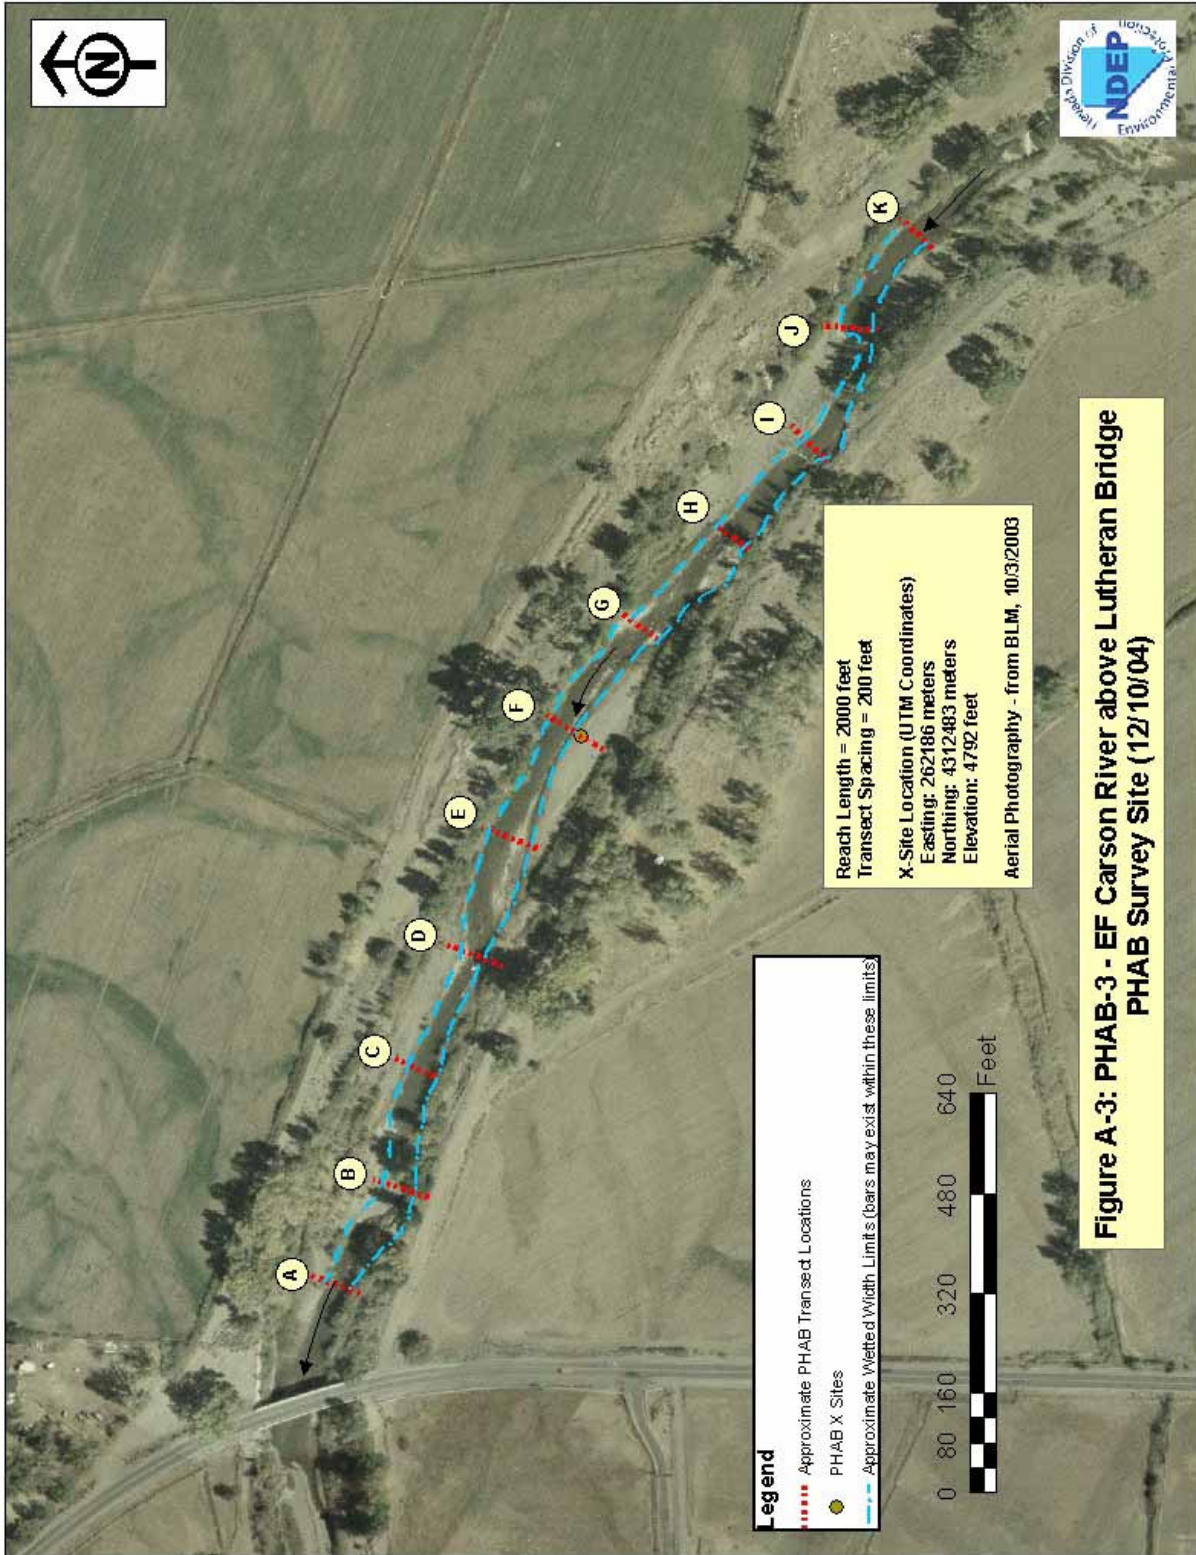 N
Nevada Division of
Environmental Protection
NDEP
A
B
C
D
E
F
G
H
I
J
K
Legend
Approximate PHAB Transect Locations
PHAB X Sites
Approximate Wetted Width Limits (bars may exist within these limits)
0 80 160 320 480 640
Feet
Reach Length = 2000 feet
Transect Spacing = 200 feet
X-Site Location (UTM Coordinates)
Easting: 262186 meters
Northing: 4312483 meters
Elevation: 4792 feet
Aerial Photography - from BLM, 10/3/2003
Figure A-3: PHAB-3 - EF Carson River above Lutheran Bridge
PHAB Survey Site (12/10/04)